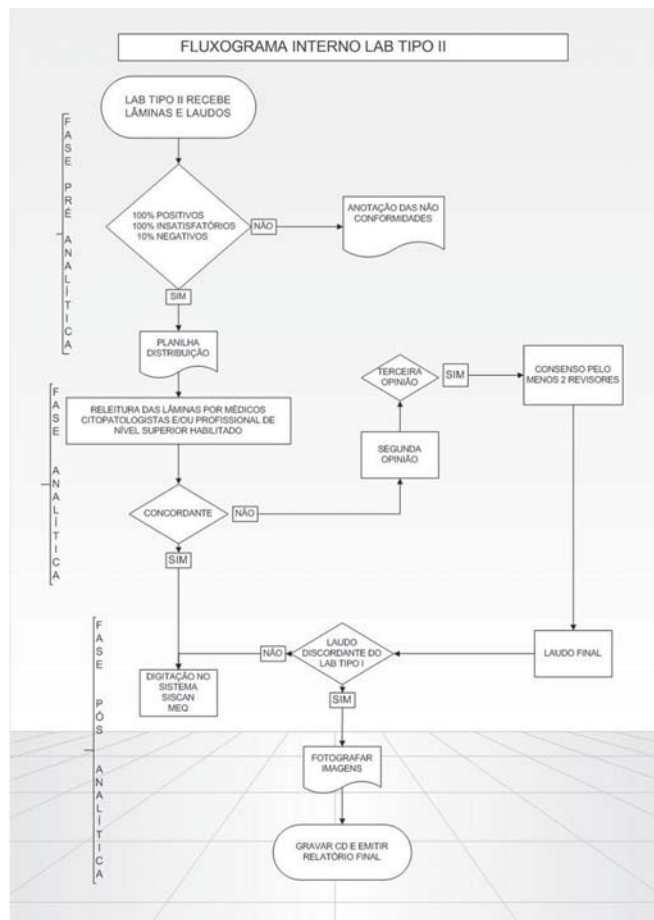 FLUXOGRAMA INTERNO LAB TIPO II
LAB TIPO II RECEBE
LÂMINAS E LAUDOS
FASE PRÉ ANALÍTICA
100% POSITIVOS
100% INSATISFATÓRIOS
10% NEGATIVOS
NÃO
ANOTAÇÃO DAS NÃO
CONFORMIDADES
SIM
PLANILHA
DISTRIBUIÇÃO
TERCEIRA
OPINIÃO
SIM
CONSENSO PELO
MENOS 2 REVISORES
FASE ANALÍTICA
RELEITURA DAS LÂMINAS POR MÉDICOS
CITOPATOLOGISTAS E/OU PROFISSIONAL DE
NÍVEL SUPERIOR HABILITADO
SEGUNDA
OPINIÃO
CONCORDANTE
NÃO
SIM
FASE PÓS ANALÍTICA
LAUDO
DISCORDANTE DO
LAB TIPO I
NÃO
LAUDO FINAL
DIGITAÇÃO NO
SISTEMA
SISCAN
MEQ
SIM
FOTOGRAFAR
IMAGENS
GRAVAR CD E EMITIR
RELATÓRIO FINAL